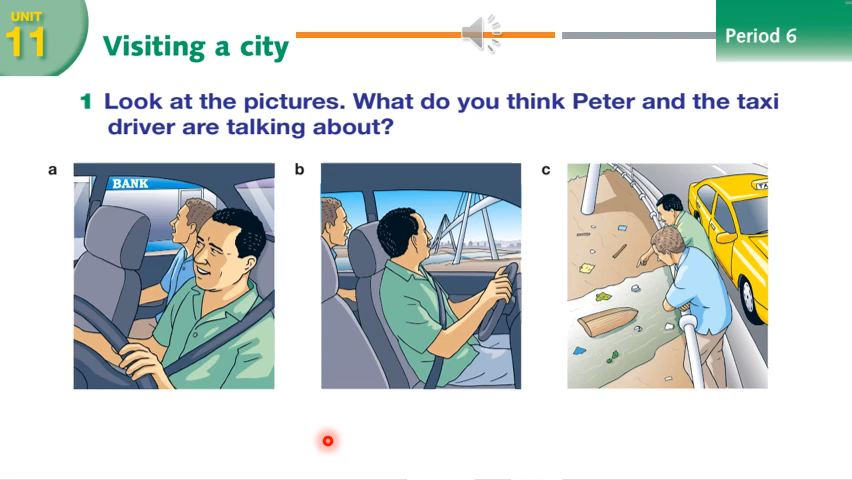 UNIT
11
Visiting a city
Period 6
1 Look at the pictures. What do you think Peter and the taxi
driver are talking about?
a
b
c
BANK
TA